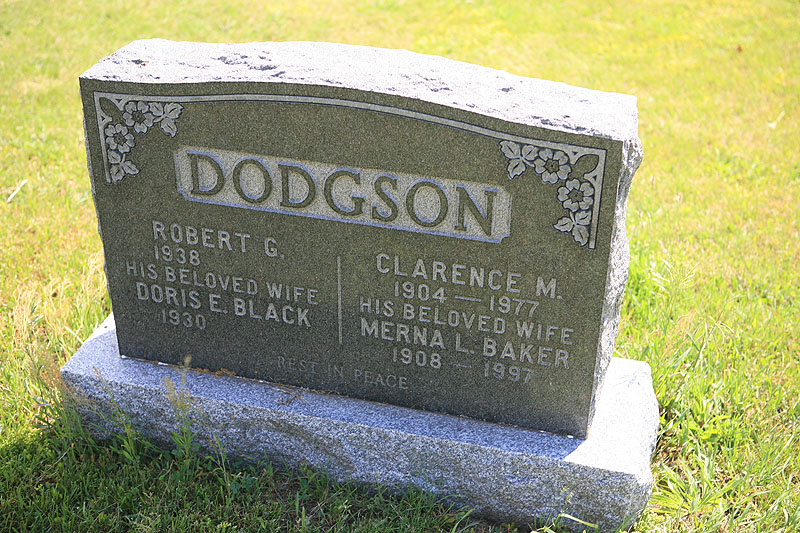 DODGSON
ROBERT G.
1938
HIS BELOVED WIFE
DORIS E. BLACK
1930
CLARENCE M.
1904 — 1977
HIS BELOVED WIFE
MERNA L. BAKER
1908 — 1997
REST IN PEACE